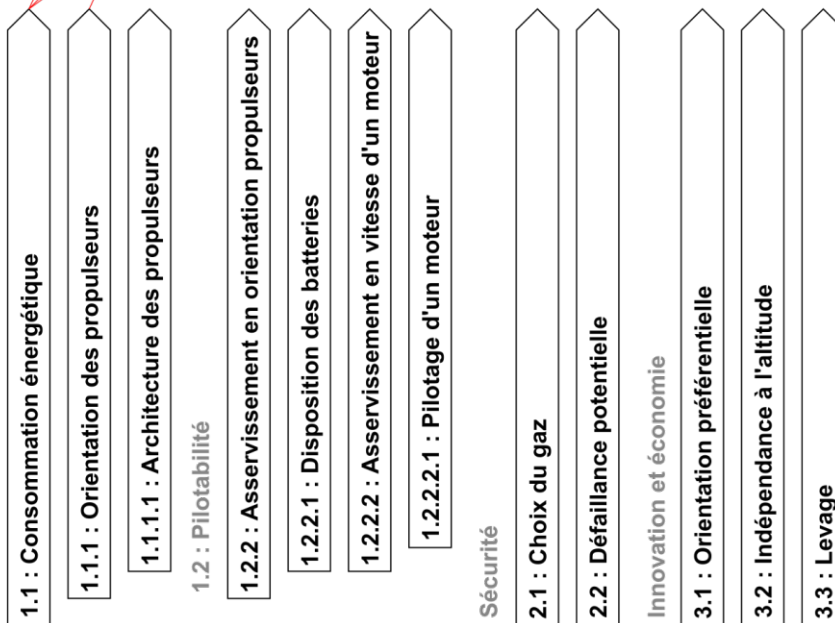 1.1 : Consommation énergétique
1.1.1 : Orientation des propulseurs
1.1.1.1 : Architecture des propulseurs
1.2 : Pilotabilité
1.2.2 : Asservissement en orientation propulseurs
1.2.2.1 : Disposition des batteries
1.2.2.2 : Asservissement en vitesse d'un moteur
1.2.2.2.1 : Pilotage d'un moteur
Sécurité
2.1 : Choix du gaz
2.2 : Défaillance potentielle
Innovation et économie
3.1 : Orientation préférentielle
3.2 : Indépendance à l'altitude
3.3 : Levage